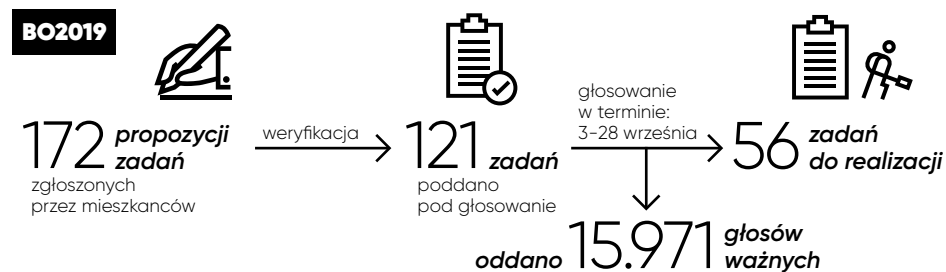 BO2019
172 propozycji
zadań
zgłoszonych
przez mieszkanców
weryfikacja
121 zadań
poddano
pod głosowanie
głosowanie
w terminie:
3-28 września
56 zadań
do realizacji
oddano 15.971 głosów
ważnych